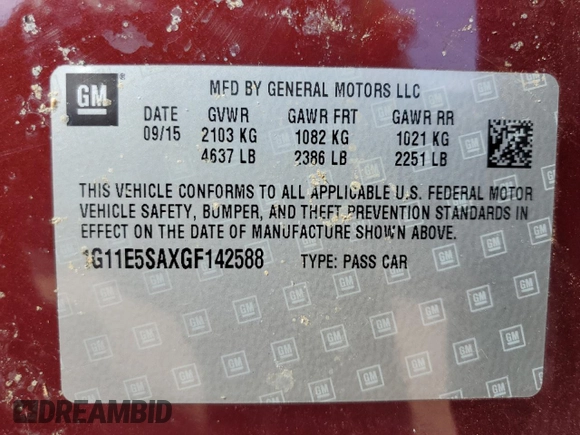 GM
MFD BY GENERAL MOTORS LLC
DATE GVWR GAWR FRT GAWR RR
09/15 2103 KG 1082 KG 1021 KG
4637 LB 2386 LB 2251 LB
THIS VEHICLE CONFORMS TO ALL APPLICABLE U.S. FEDERAL MOTOR
VEHICLE SAFETY, BUMPER, AND THEFT PREVENTION STANDARDS IN
EFFECT ON THE DATE OF MANUFACTURE SHOWN ABOVE.
1G11E5SAXGF142588 TYPE: PASS CAR
DREAMBID